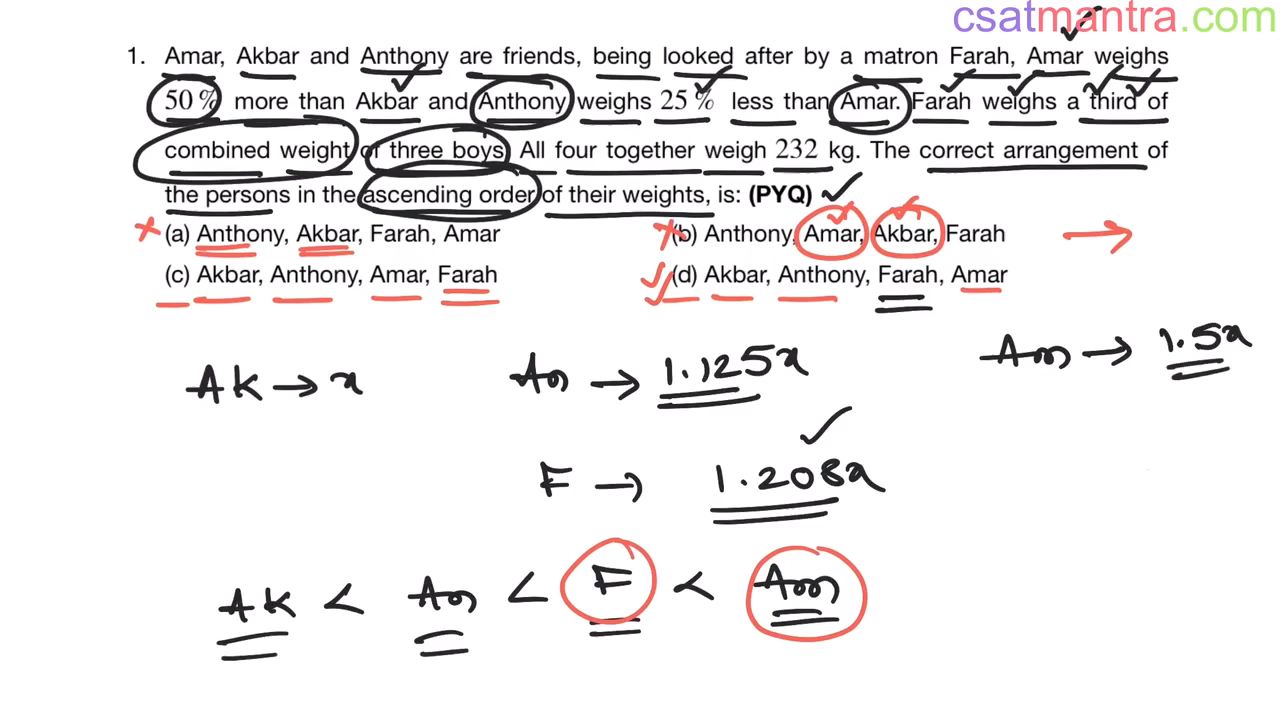 csatmantra.com
1. Amar, Akbar and Anthony are friends, being looked after by a matron Farah, Amar weighs
50 % more than Akbar and Anthony weighs 25 % less than Amar. Farah weighs a third of
combined weight of three boys. All four together weigh 232 kg. The correct arrangement of
the persons in the ascending order of their weights, is: (PYQ)
(a) Anthony, Akbar, Farah, Amar (b) Anthony, Amar, Akbar, Farah
(c) Akbar, Anthony, Amar, Farah (d) Akbar, Anthony, Farah, Amar
AK → x An → 1.125x Am → 1.5x
F → 1.208x
AK < An < F < Am